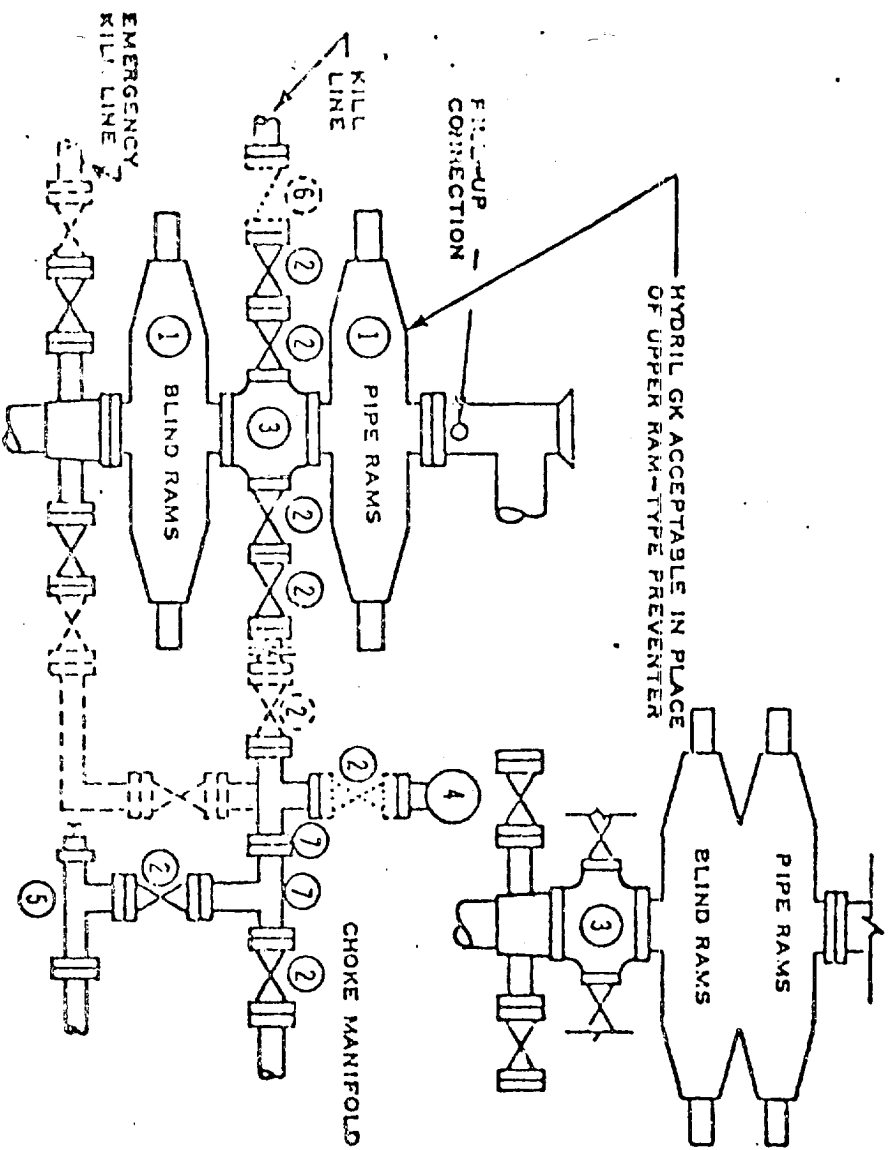 HYDRIL GK ACCEPTABLE IN PLACE
OF UPPER RAM-TYPE PREVENTER
FILL-UP
CONNECTION
KILL
LINE
EMERGENCY
KILL LINE
1
PIPE RAMS
6
2
2
3
2
2
2
1
BLIND RAMS
4
2
7
7
2
CHOKE MANIFOLD
2
5
PIPE RAMS
BLIND RAMS
3